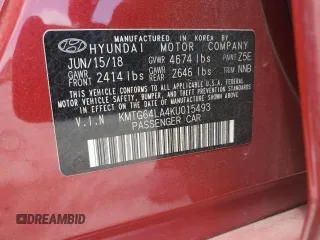 MANUFACTURED IN KOREA BY
HYUNDAI MOTOR COMPANY
JUN/15/18 GVWR 4674 lbs PAINT Z5E
GAWR FRONT 2414 lbs GAWR REAR 2646 lbs TRIM NNB
THIS VEHICLE CONFORMS TO ALL APPLICABLE
FEDERAL MOTOR VEHICLE SAFETY,
BUMPER, AND THEFT PREVENTION STANDARDS
IN EFFECT ON THE DATE OF MANUFACTURE
SHOWN ABOVE.
V.I.N KMTG64LA4KU015493
PASSENGER CAR
DREAMBID